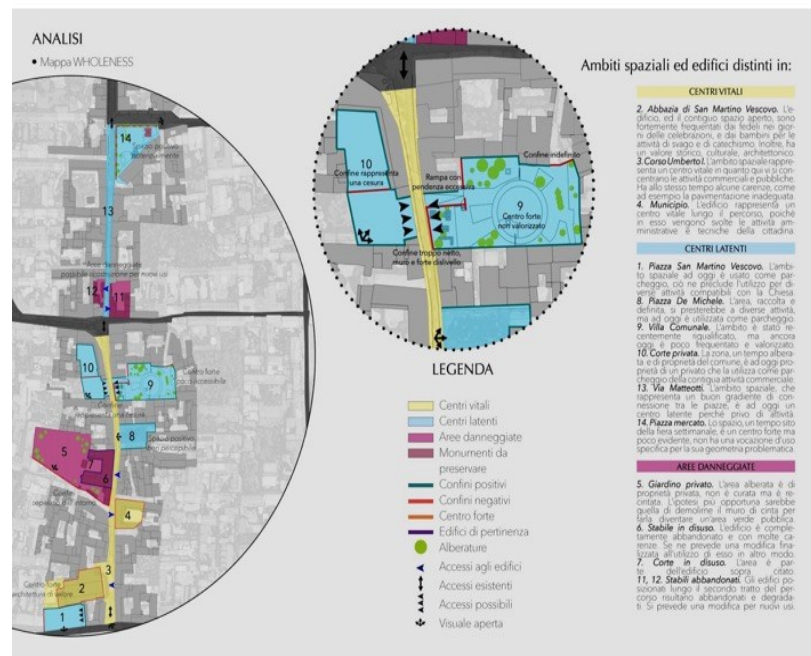 ANALISI
• Mappa WHOLENESS
14
Spazio positivo
13
Aree danneggiate
12
11
10
9
Centro forte
poco accessibile
8
Spazio positivo
non percepibile
5
7
6
4
3
Centro forte
2
1
10
Confine rappresenta
una cesura
Rampa con
pendenza eccessiva
Confine indefinito
9
Centro forte
non valorizzato
Confine troppo netto,
muro e forte dislivello
LEGENDA
Centri vitali
Centri latenti
Aree danneggiate
Monumenti da
preservare
Confini positivi
Confini negativi
Centro forte
Edifici di pertinenza
Alberature
Accessi agli edifici
Accessi esistenti
Accessi possibili
Visuale aperta
Ambiti spaziali ed edifici distinti in:
CENTRI VITALI
2. Abbazia di San Martino Vescovo. L'e-
dificio, ed il contiguo spazio aperto, sono
fortemente frequentati dai fedeli nei gior-
ni delle celebrazioni, e dai bambini per le
attività di svago e di catechismo. Inoltre, ha
un valore storico, culturale, architettonico.
3. Corso Umberto I. L'ambito spaziale rappre-
senta un centro vitale in quanto qui vi si con-
centrano le attività commerciali e pubbliche.
Ha allo stesso tempo alcune carenze, come
ad esempio la pavimentazione inadeguata.
4. Municipio. L'edificio rappresenta un
centro vitale lungo il percorso, poichè
in esso vengono svolte le attività am-
ministrative e tecniche della cittadina.
CENTRI LATENTI
1. Piazza San Martino Vescovo. L'ambi-
to spaziale ad oggi è usato come par-
cheggio, ciò ne preclude l'utilizzo per di-
verse attività compatibili con la Chiesa.
8. Piazza De Michele. L'area, raccolta e
definita, si presterebbe a diverse attività,
ma ad oggi è utilizzata come parcheggio.
9. Villa Comunale. L'ambito è stato re-
centemente riqualificato, ma ancora
oggi è poco frequentato e valorizzato.
10. Corte privata. La zona, un tempo albera-
ta e di proprietà del comune, è ad oggi pro-
prietà di un privato che la utilizza come par-
cheggio della contigua attività commerciale.
13. Via Matteotti. L'ambito spaziale, che
rappresenta un buon gradiente di con-
nessione tra le piazze, è ad oggi un
centro latente perchè privo di attività.
14. Piazza mercato. Lo spazio, un tempo sito
della fiera settimanale, è un centro forte ma
poco evidente, non ha una vocazione d'uso
specifica per la sua geometria problematica.
AREE DANNEGGIATE
5. Giardino privato. L'area alberata è di
proprietà privata, non è curata ma è re-
cintata. L'ipotesi più opportuna sarebbe
quella di demolirne il muro di cinta per
farla diventare un'area verde pubblica.
6. Stabile in disuso. L'edificio è comple-
tamente abbandonato e con molte ca-
renze. Se ne prevede una modifica fina-
lizzata all'utilizzo di esso in altro modo.
7. Corte in disuso. L'area è par-
te dell'edificio sopra citato.
11, 12. Stabili abbandonati. Gli edifici po-
sizionati lungo il secondo tratto del per-
corso risultano abbandonati e degrada-
ti. Si prevede una modifica per nuovi usi.